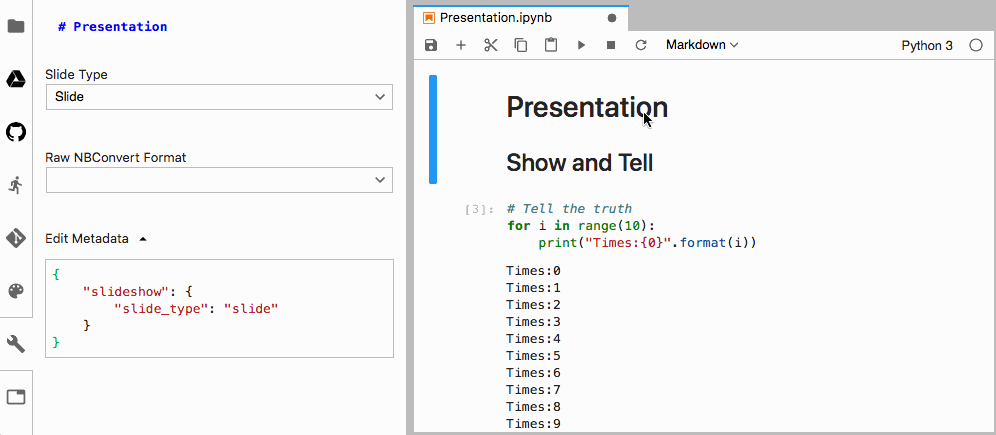 # Presentation
Slide Type
Slide
Raw NBConvert Format
Edit Metadata
{
    "slideshow": {
        "slide_type": "slide"
    }
}
Presentation.ipynb
Markdown
Python 3
Presentation
Show and Tell
[3]: # Tell the truth
for i in range(10):
    print("Times:{0}".format(i))
Times:0
Times:1
Times:2
Times:3
Times:4
Times:5
Times:6
Times:7
Times:8
Times:9